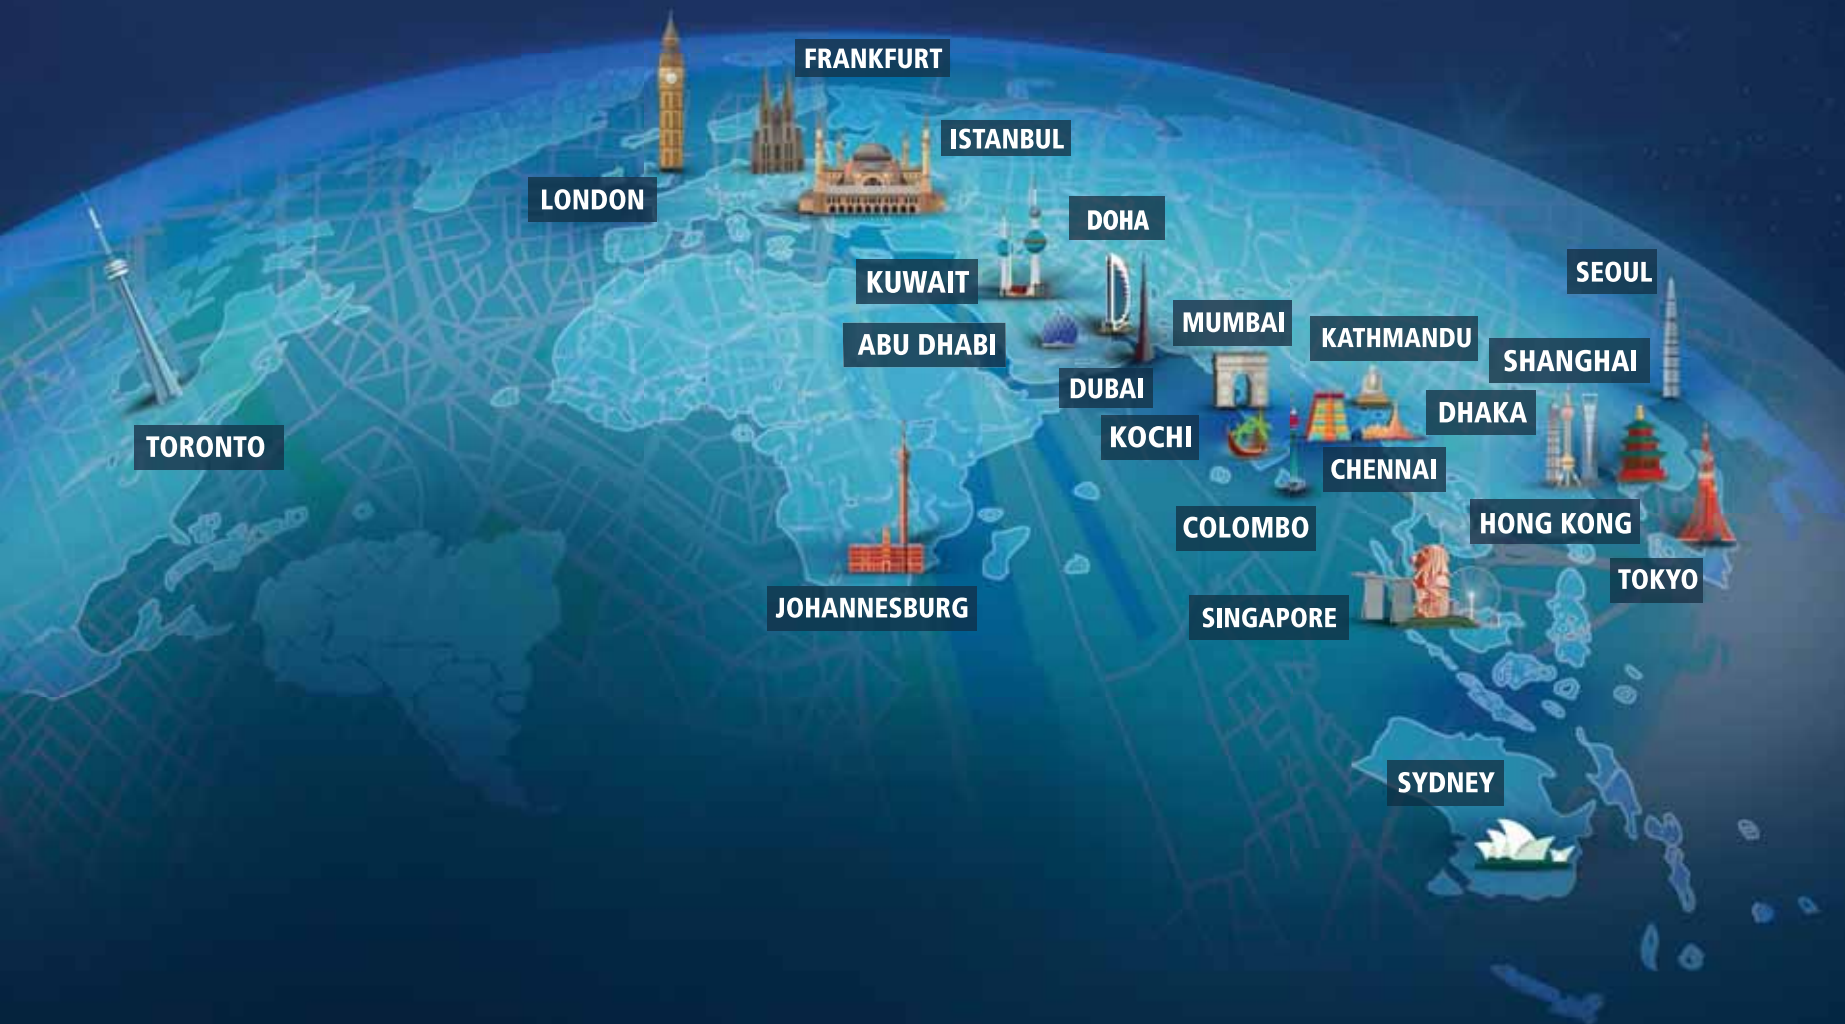 FRANKFURT
ISTANBUL
LONDON
DOHA
KUWAIT
SEOUL
MUMBAI
KATHMANDU
ABU DHABI
SHANGHAI
DUBAI
DHAKA
KOCHI
TORONTO
CHENNAI
COLOMBO
HONG KONG
TOKYO
JOHANNESBURG
SINGAPORE
SYDNEY